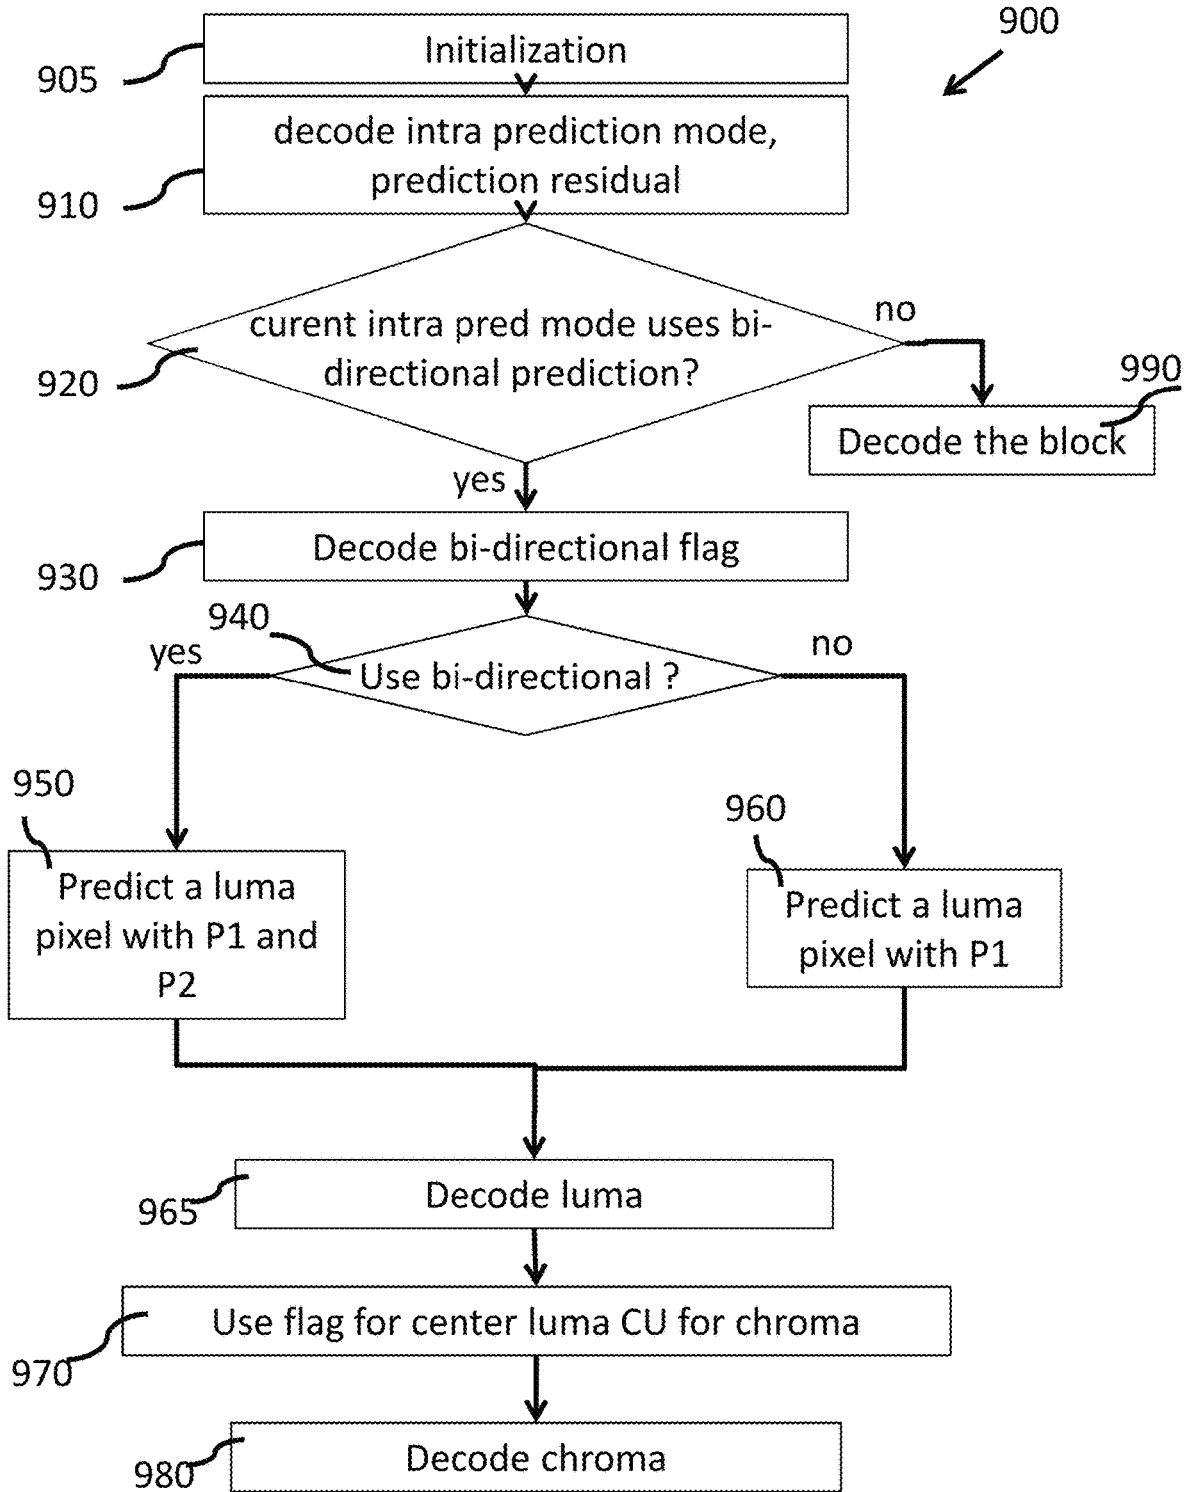 900
Initialization
905
decode intra prediction mode,
prediction residual
910
curent intra pred mode uses bi-
directional prediction?
920
no
990
Decode the block
yes
Decode bi-directional flag
930
940
yes
Use bi-directional ?
no
950
Predict a luma
pixel with P1 and
P2
960
Predict a luma
pixel with P1
Decode luma
965
Use flag for center luma CU for chroma
970
Decode chroma
980